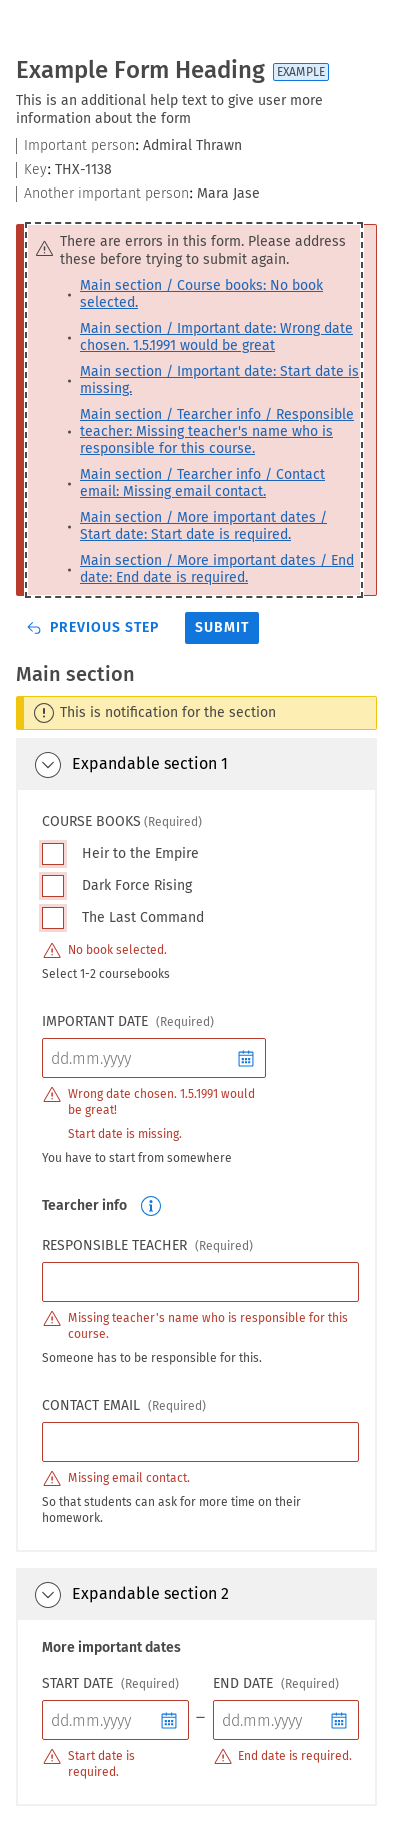 Example Form Heading EXAMPLE
This is an additional help text to give user more
information about the form
Important person: Admiral Thrawn
Key: THX-1138
Another important person: Mara Jase
There are errors in this form. Please address
these before trying to submit again.
Main section / Course books: No book
selected.
Main section / Important date: Wrong date
chosen. 1.5.1991 would be great
Main section / Important date: Start date is
missing.
Main section / Tearcher info / Responsible
teacher: Missing teacher's name who is
responsible for this course.
Main section / Tearcher info / Contact
email: Missing email contact.
Main section / More important dates /
Start date: Start date is required.
Main section / More important dates / End
date: End date is required.
PREVIOUS STEP SUBMIT
Main section
This is notification for the section
Expandable section 1
COURSE BOOKS (Required)
Heir to the Empire
Dark Force Rising
The Last Command
No book selected.
Select 1-2 coursebooks
IMPORTANT DATE (Required)
dd.mm.yyyy
Wrong date chosen. 1.5.1991 would
be great!
Start date is missing.
You have to start from somewhere
Tearcher info
RESPONSIBLE TEACHER (Required)
Missing teacher's name who is responsible for this
course.
Someone has to be responsible for this.
CONTACT EMAIL (Required)
Missing email contact.
So that students can ask for more time on their
homework.
Expandable section 2
More important dates
START DATE (Required) END DATE (Required)
dd.mm.yyyy – dd.mm.yyyy
Start date is End date is required.
required.